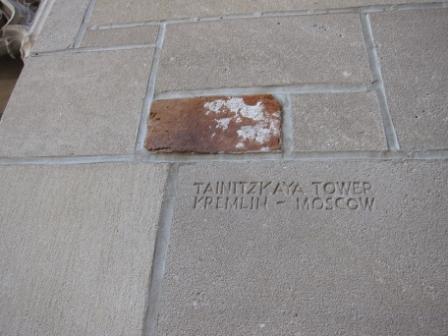 TAINITZKAYA TOWER
KREMLIN - MOSCOW